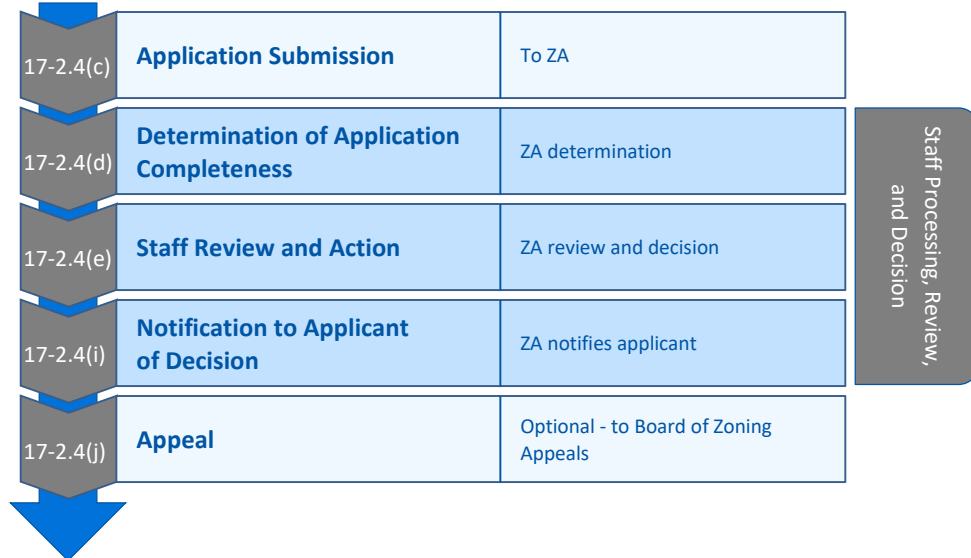 17-2.4(c)
Application Submission
To ZA
17-2.4(d)
Determination of Application
Completeness
ZA determination
17-2.4(e)
Staff Review and Action
ZA review and decision
17-2.4(i)
Notification to Applicant
of Decision
ZA notifies applicant
17-2.4(j)
Appeal
Optional - to Board of Zoning
Appeals
Staff Processing, Review,
and Decision